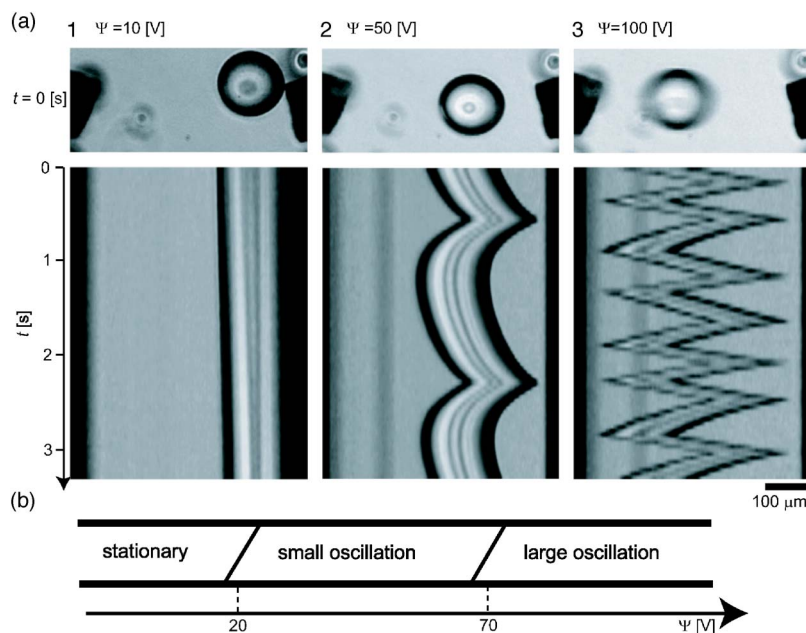 (a)
1 Ψ =10 [V]
2 Ψ =50 [V]
3 Ψ=100 [V]
t = 0 [s]
0
1
2
3
t [s]
100 μm
(b)
stationary
small oscillation
large oscillation
20
70
Ψ [V]